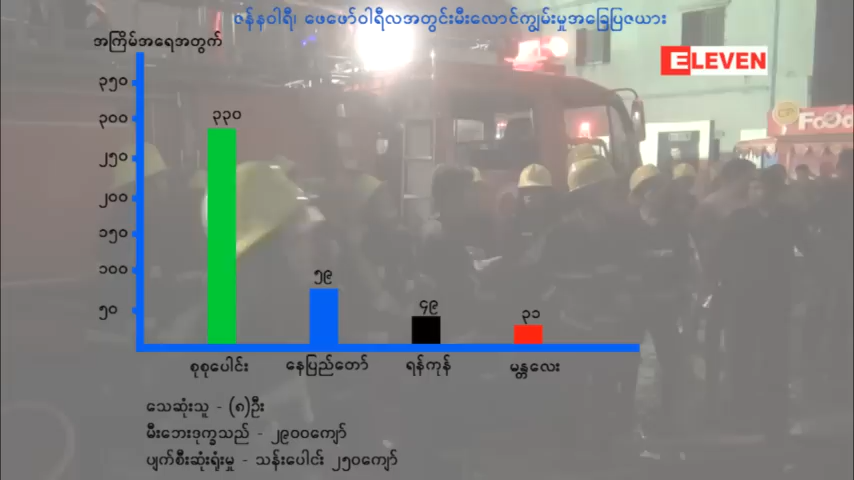 ဇန်နဝါရီ၊ ဖေဖော်ဝါရီလအတွင်းမီးလောင်ကျွမ်းမှုအခြေပြဇယား
အကြိမ်အရေအတွက်
ELEVEN
၃၅၀
၃၃၀
၃၀၀
Food
၂၅၀
၂၀၀
၁၅၀
၁၀၀
၅၉
၅၀
၄၉
၃၁
စုစုပေါင်း နေပြည်တော် ရန်ကုန် မန္တလေး
သေဆုံးသူ - (၈)ဦး
မီးဘေးဒုက္ခသည် - ၂၉၀၀ကျော်
ပျက်စီးဆုံးရှုံးမှု - သန်းပေါင်း ၂၅၀ကျော်